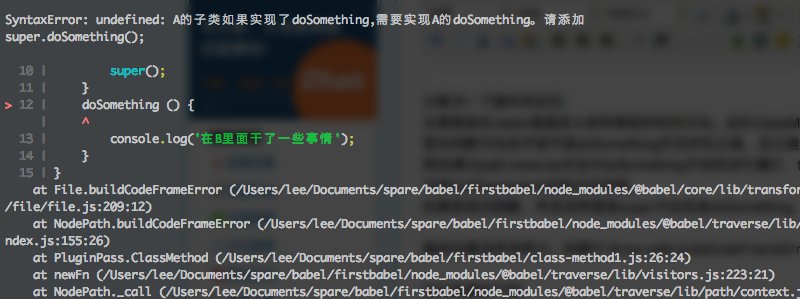 SyntaxError: undefined: A的子类如果实现了doSomething,需要实现A的doSomething。请添加
super.doSomething();
10 |         super();
11 |     }
> 12 |     doSomething () {
|     ^
13 |         console.log("在B里面干了一些事情");
14 |     }
15 | }
at File.buildCodeFrameError (/Users/lee/Documents/spare/babel/firstbabel/node_modules/@babel/core/lib/transfor
/file/file.js:209:12)
at NodePath.buildCodeFrameError (/Users/lee/Documents/spare/babel/firstbabel/node_modules/@babel/traverse/lib/
ndex.js:155:26)
at PluginPass.ClassMethod (/Users/lee/Documents/spare/babel/firstbabel/class-method1.js:26:24)
at newFn (/Users/lee/Documents/spare/babel/firstbabel/node_modules/@babel/traverse/lib/visitors.js:223:21)
at NodePath._call (/Users/lee/Documents/spare/babel/firstbabel/node_modules/@babel/traverse/lib/path/context.